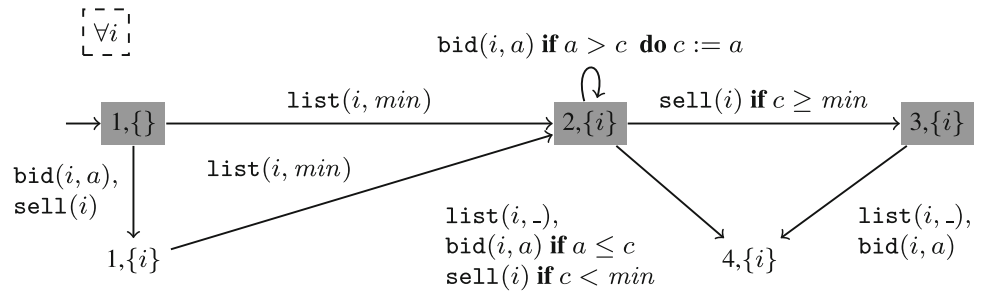 ∀i
bid(i, a) if a > c do c := a
1,{}
list(i, min)
2,{i}
sell(i) if c ≥ min
3,{i}
bid(i, a),
sell(i)
list(i, min)
1,{i}
list(i, _),
bid(i, a) if a ≤ c
sell(i) if c < min
4,{i}
list(i, _),
bid(i, a)